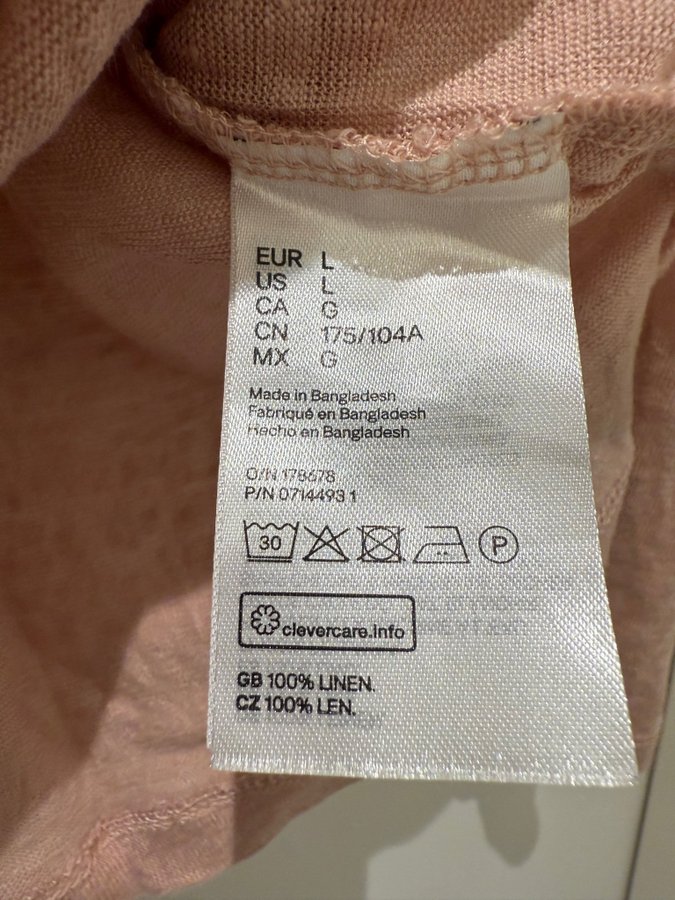 EUR L
US L
CA G
CN 175/104A
MX G
Made in Bangladesh
Fabriqué en Bangladesh
Hecho en Bangladesh
O/N 178678
P/N 0714493 1
30
P
clevercare.info
GB 100% LINEN.
CZ 100% LEN.